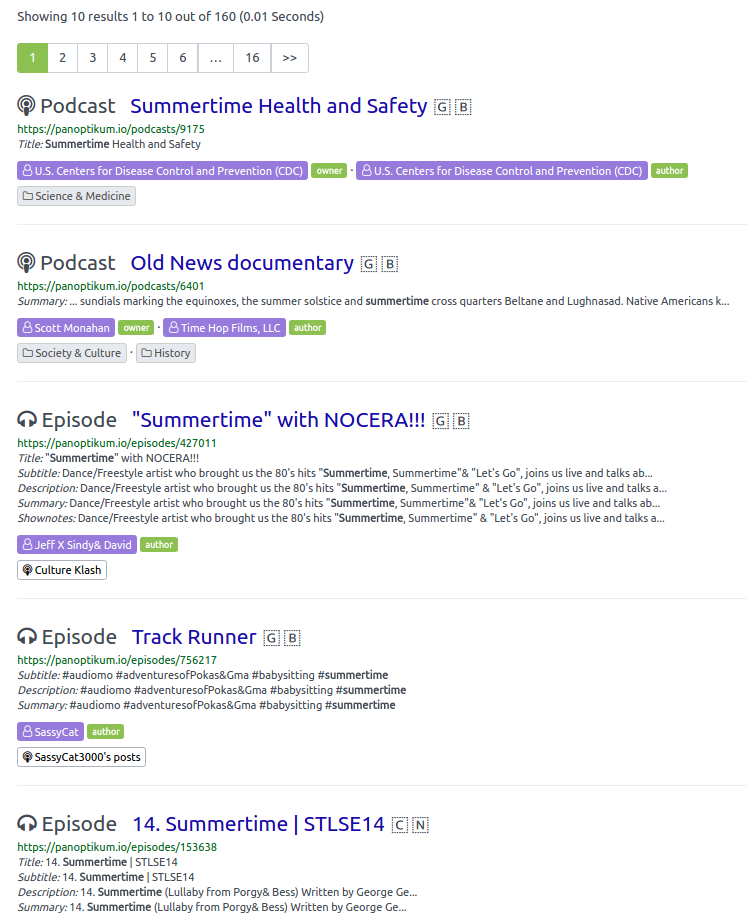 Showing 10 results 1 to 10 out of 160 (0.01 Seconds)
1 2 3 4 5 6 ... 16 >>
Podcast Summertime Health and Safety G B
https://panoptikum.io/podcasts/9175
Title: Summertime Health and Safety
U.S. Centers for Disease Control and Prevention (CDC) owner · U.S. Centers for Disease Control and Prevention (CDC) author
Science & Medicine
Podcast Old News documentary G B
https://panoptikum.io/podcasts/6401
Summary: ... sundials marking the equinoxes, the summer solstice and summertime cross quarters Beltane and Lughnasad. Native Americans k...
Scott Monahan owner · Time Hop Films, LLC author
Society & Culture · History
Episode "Summertime" with NOCERA!!! G B
https://panoptikum.io/episodes/427011
Title: "Summertime" with NOCERA!!!
Subtitle: Dance/Freestyle artist who brought us the 80's hits "Summertime, Summertime"& "Let's Go", joins us live and talks ab...
Description: Dance/Freestyle artist who brought us the 80's hits "Summertime, Summertime" & "Let's Go", joins us live and talks a...
Summary: Dance/Freestyle artist who brought us the 80's hits "Summertime, Summertime"& "Let's Go", joins us live and talks ab...
Shownotes: Dance/Freestyle artist who brought us the 80's hits "Summertime, Summertime" & "Let's Go", joins us live and talks a...
Jeff X Sindy& David author
Culture Klash
Episode Track Runner G B
https://panoptikum.io/episodes/756217
Subtitle: #audiomo #adventuresofPokas&Gma #babysitting #summertime
Description: #audiomo #adventuresofPokas&Gma #babysitting #summertime
Summary: #audiomo #adventuresofPokas&Gma #babysitting #summertime
SassyCat author
SassyCat3000's posts
Episode 14. Summertime | STLSE14 C N
https://panoptikum.io/episodes/153638
Title: 14. Summertime | STLSE14
Subtitle: 14. Summertime | STLSE14
Description: 14. Summertime (Lullaby from Porgy& Bess) Written by George Ge...
Summary: 14. Summertime (Lullaby from Porgy& Bess) Written by George Ge...